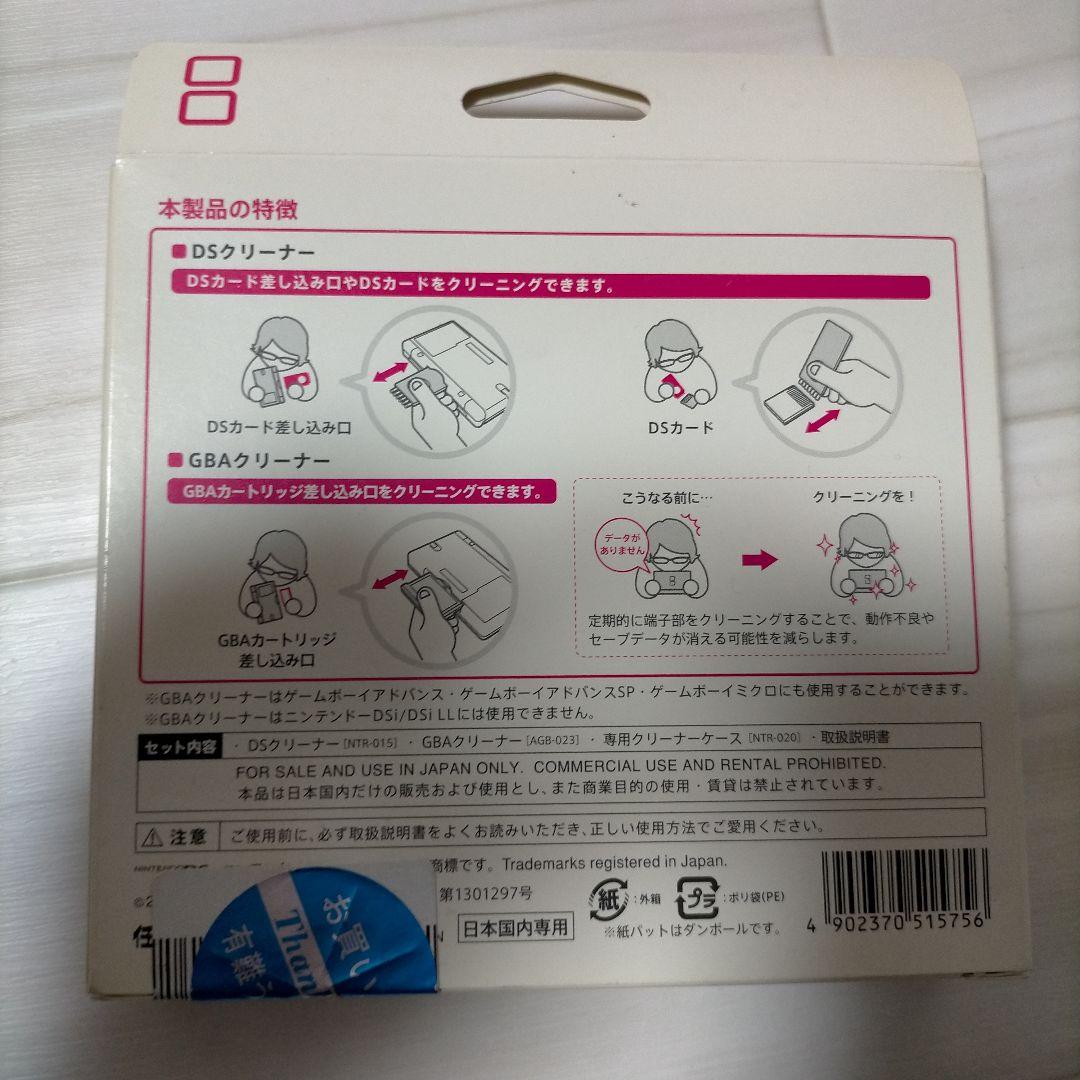 本製品の特徴
■DSクリーナー
DSカード差し込み口やDSカードをクリーニングできます。
DSカード差し込み口
DSカード
■GBAクリーナー
GBAカートリッジ差し込み口をクリーニングできます。
こうなる前に…
クリーニングを！
データが
ありません
GBAカートリッジ
差し込み口
定期的に端子部をクリーニングすることで、動作不良や
セーブデータが消える可能性を減らします。
※GBAクリーナーはゲームボーイアドバンス・ゲームボーイアドバンスSP・ゲームボーイミクロにも使用することができます。
※GBAクリーナーはニンテンドーDSi/DSi LLには使用できません。
セット内容 ・DSクリーナー[NTR-015] ・GBAクリーナー[AGB-023] ・専用クリーナーケース[NTR-020] ・取扱説明書
FOR SALE AND USE IN JAPAN ONLY. COMMERCIAL USE AND RENTAL PROHIBITED.
本品は日本国内だけの販売および使用とし、また商業目的の使用・賃貸は禁止されています。
注意 ご使用前に、必ず取扱説明書をよくお読みいただき、正しい使用方法でご愛用ください。
商標です。Trademarks registered in Japan.
©2
第1301297号
紙：外箱 プラ：ポリ袋(PE)
任
日本国内専用
※紙パットはダンボールです。
4 902370 515756
お買い
Than
有難う